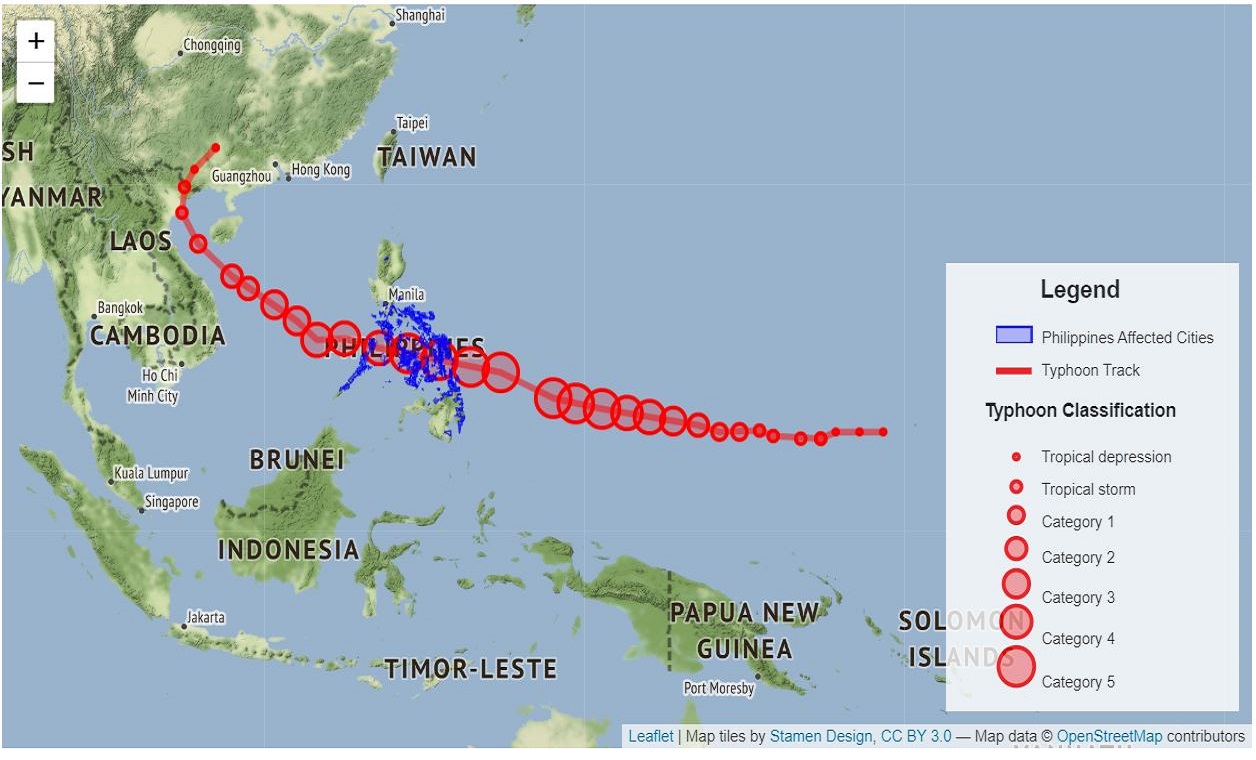 Shanghai
+
Chongqing
−
Taipei
SH
TAIWAN
Guangzhou
Hong Kong
YANMAR
LAOS
Manila
Bangkok
CAMBODIA
PHILIPPINES
Ho Chi
Minh City
BRUNEI
Kuala Lumpur
Singapore
INDONESIA
PAPUA NEW
GUINEA
SOLOMON
ISLANDS
Jakarta
TIMOR-LESTE
Port Moresby
Legend
Philippines Affected Cities
Typhoon Track
Typhoon Classification
Tropical depression
Tropical storm
Category 1
Category 2
Category 3
Category 4
Category 5
Leaflet | Map tiles by Stamen Design, CC BY 3.0 — Map data © OpenStreetMap contributors